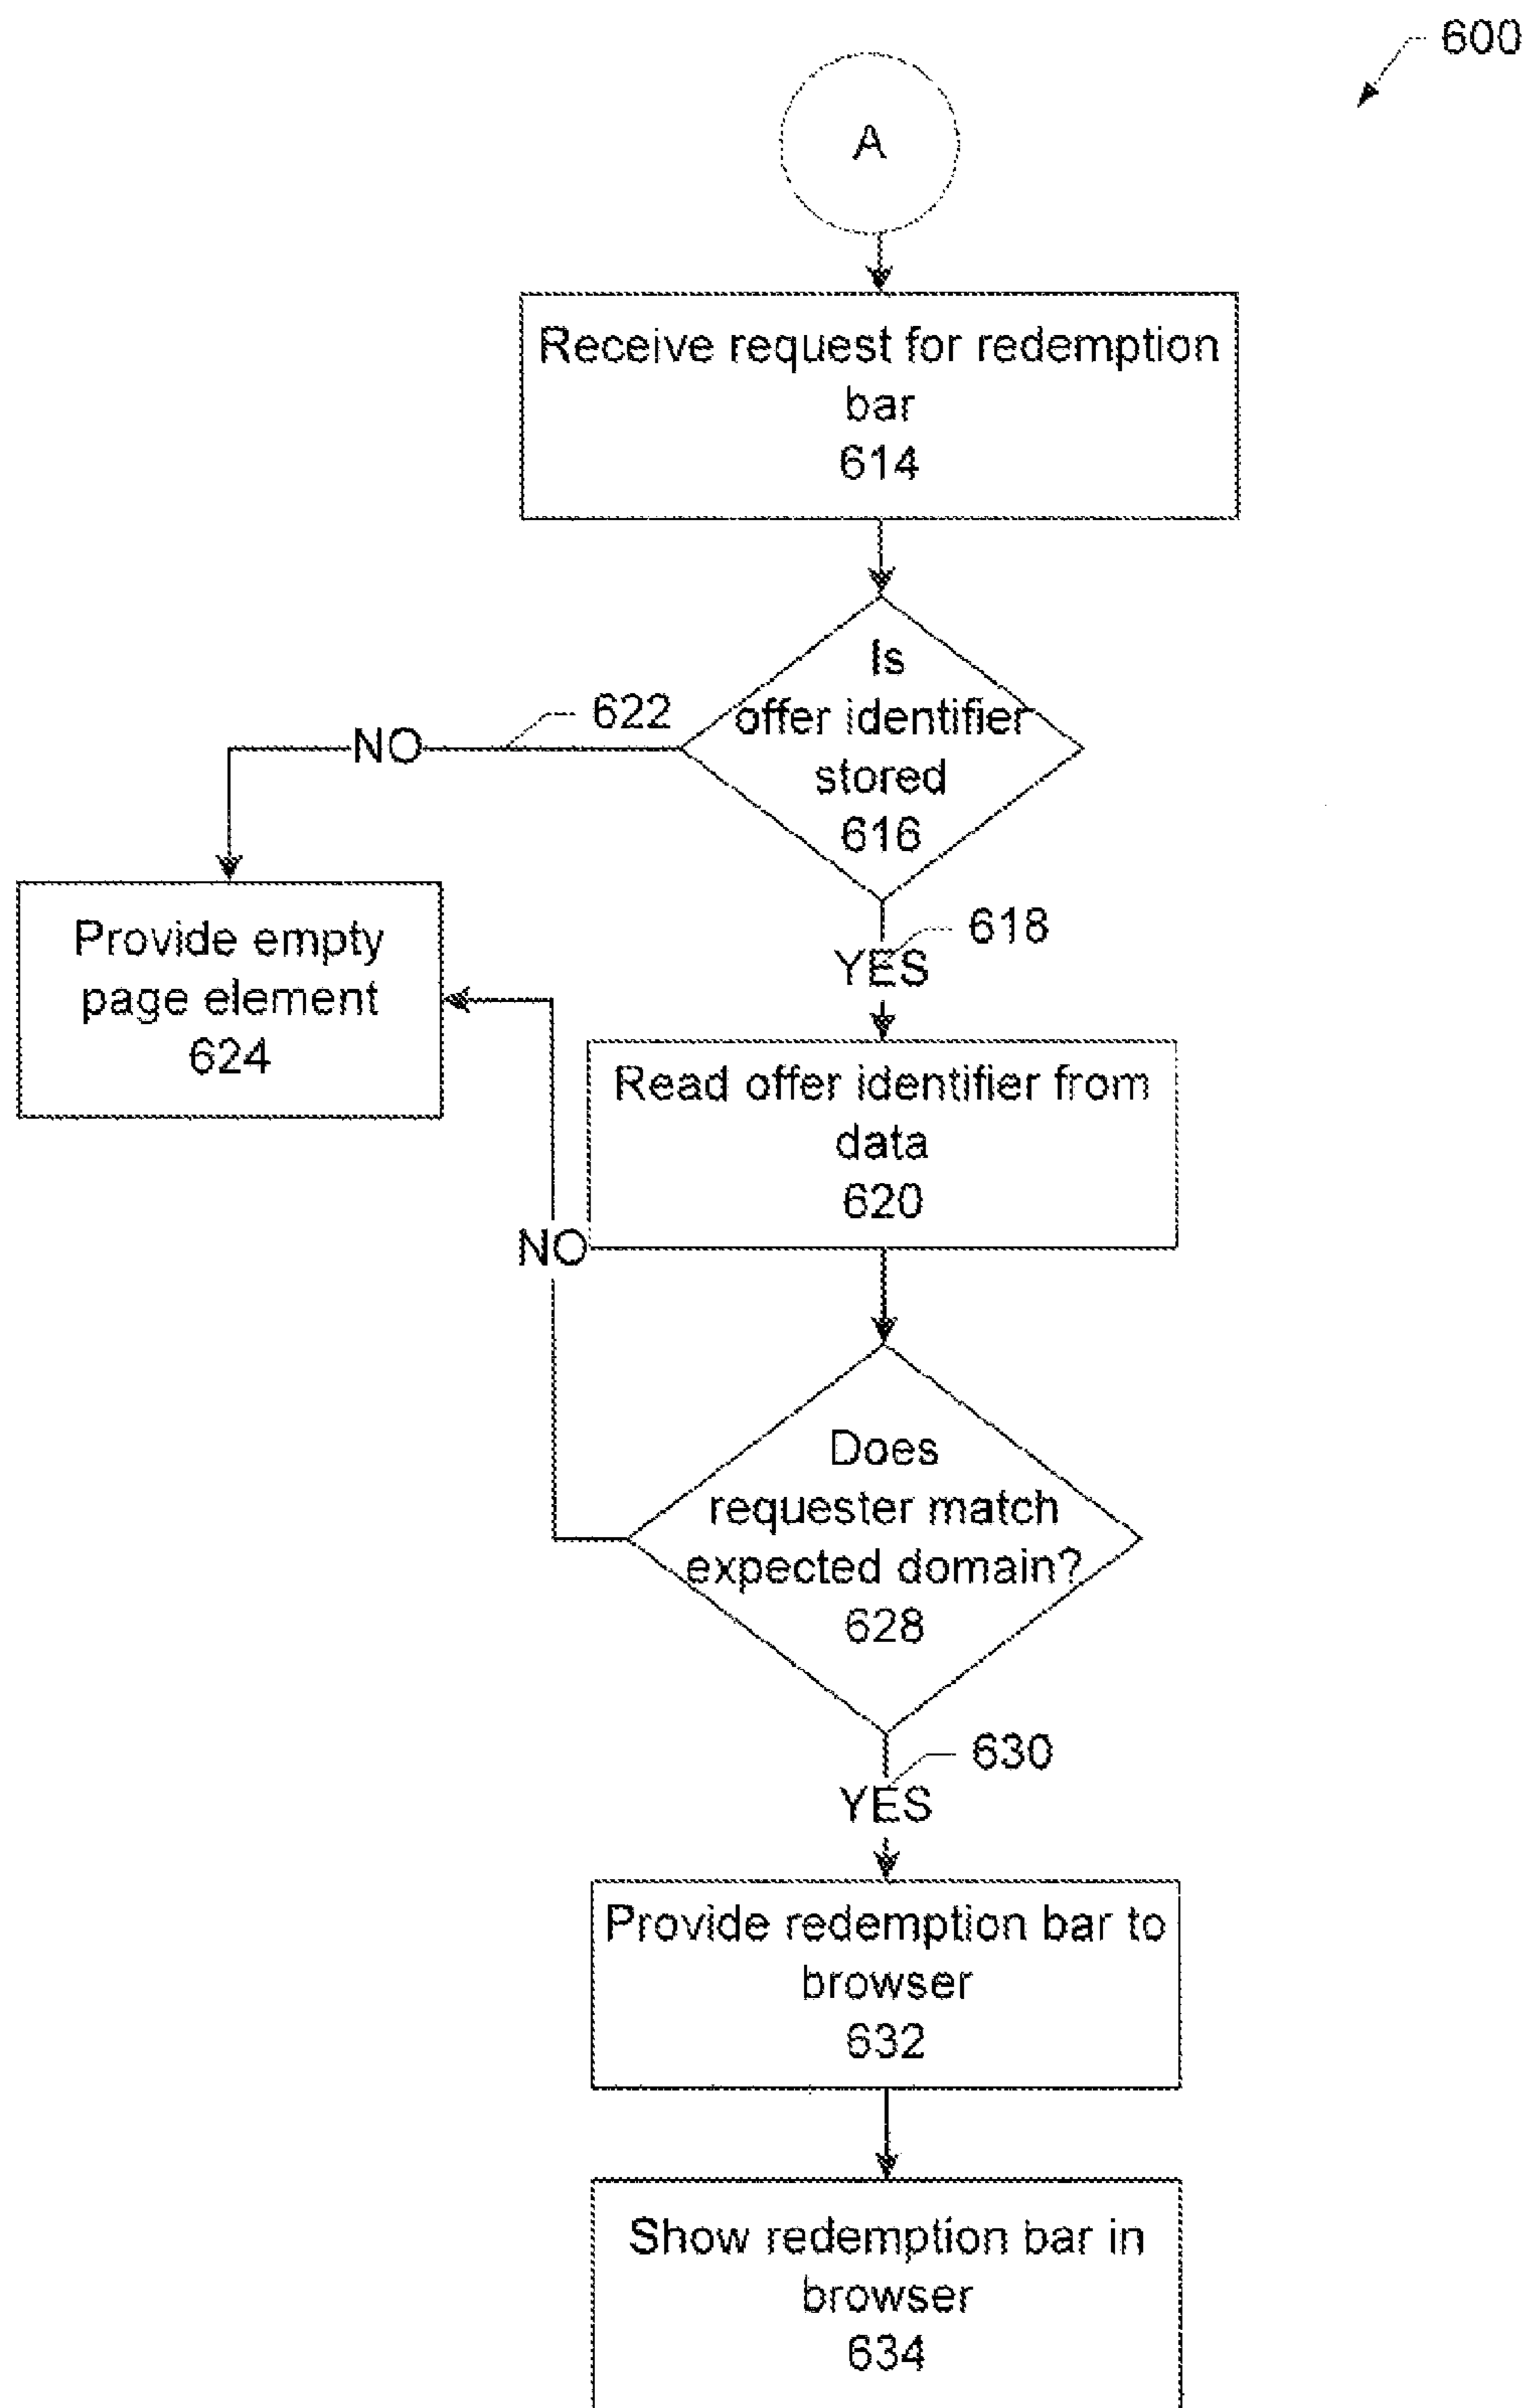 600
A
Receive request for redemption
bar
614
Is
offer identifier
stored
616
622
NO
618
YES
Provide empty
page element
624
Read offer identifier from
data
620
NO
Does
requester match
expected domain?
628
630
YES
Provide redemption bar to
browser
632
Show redemption bar in
browser
634